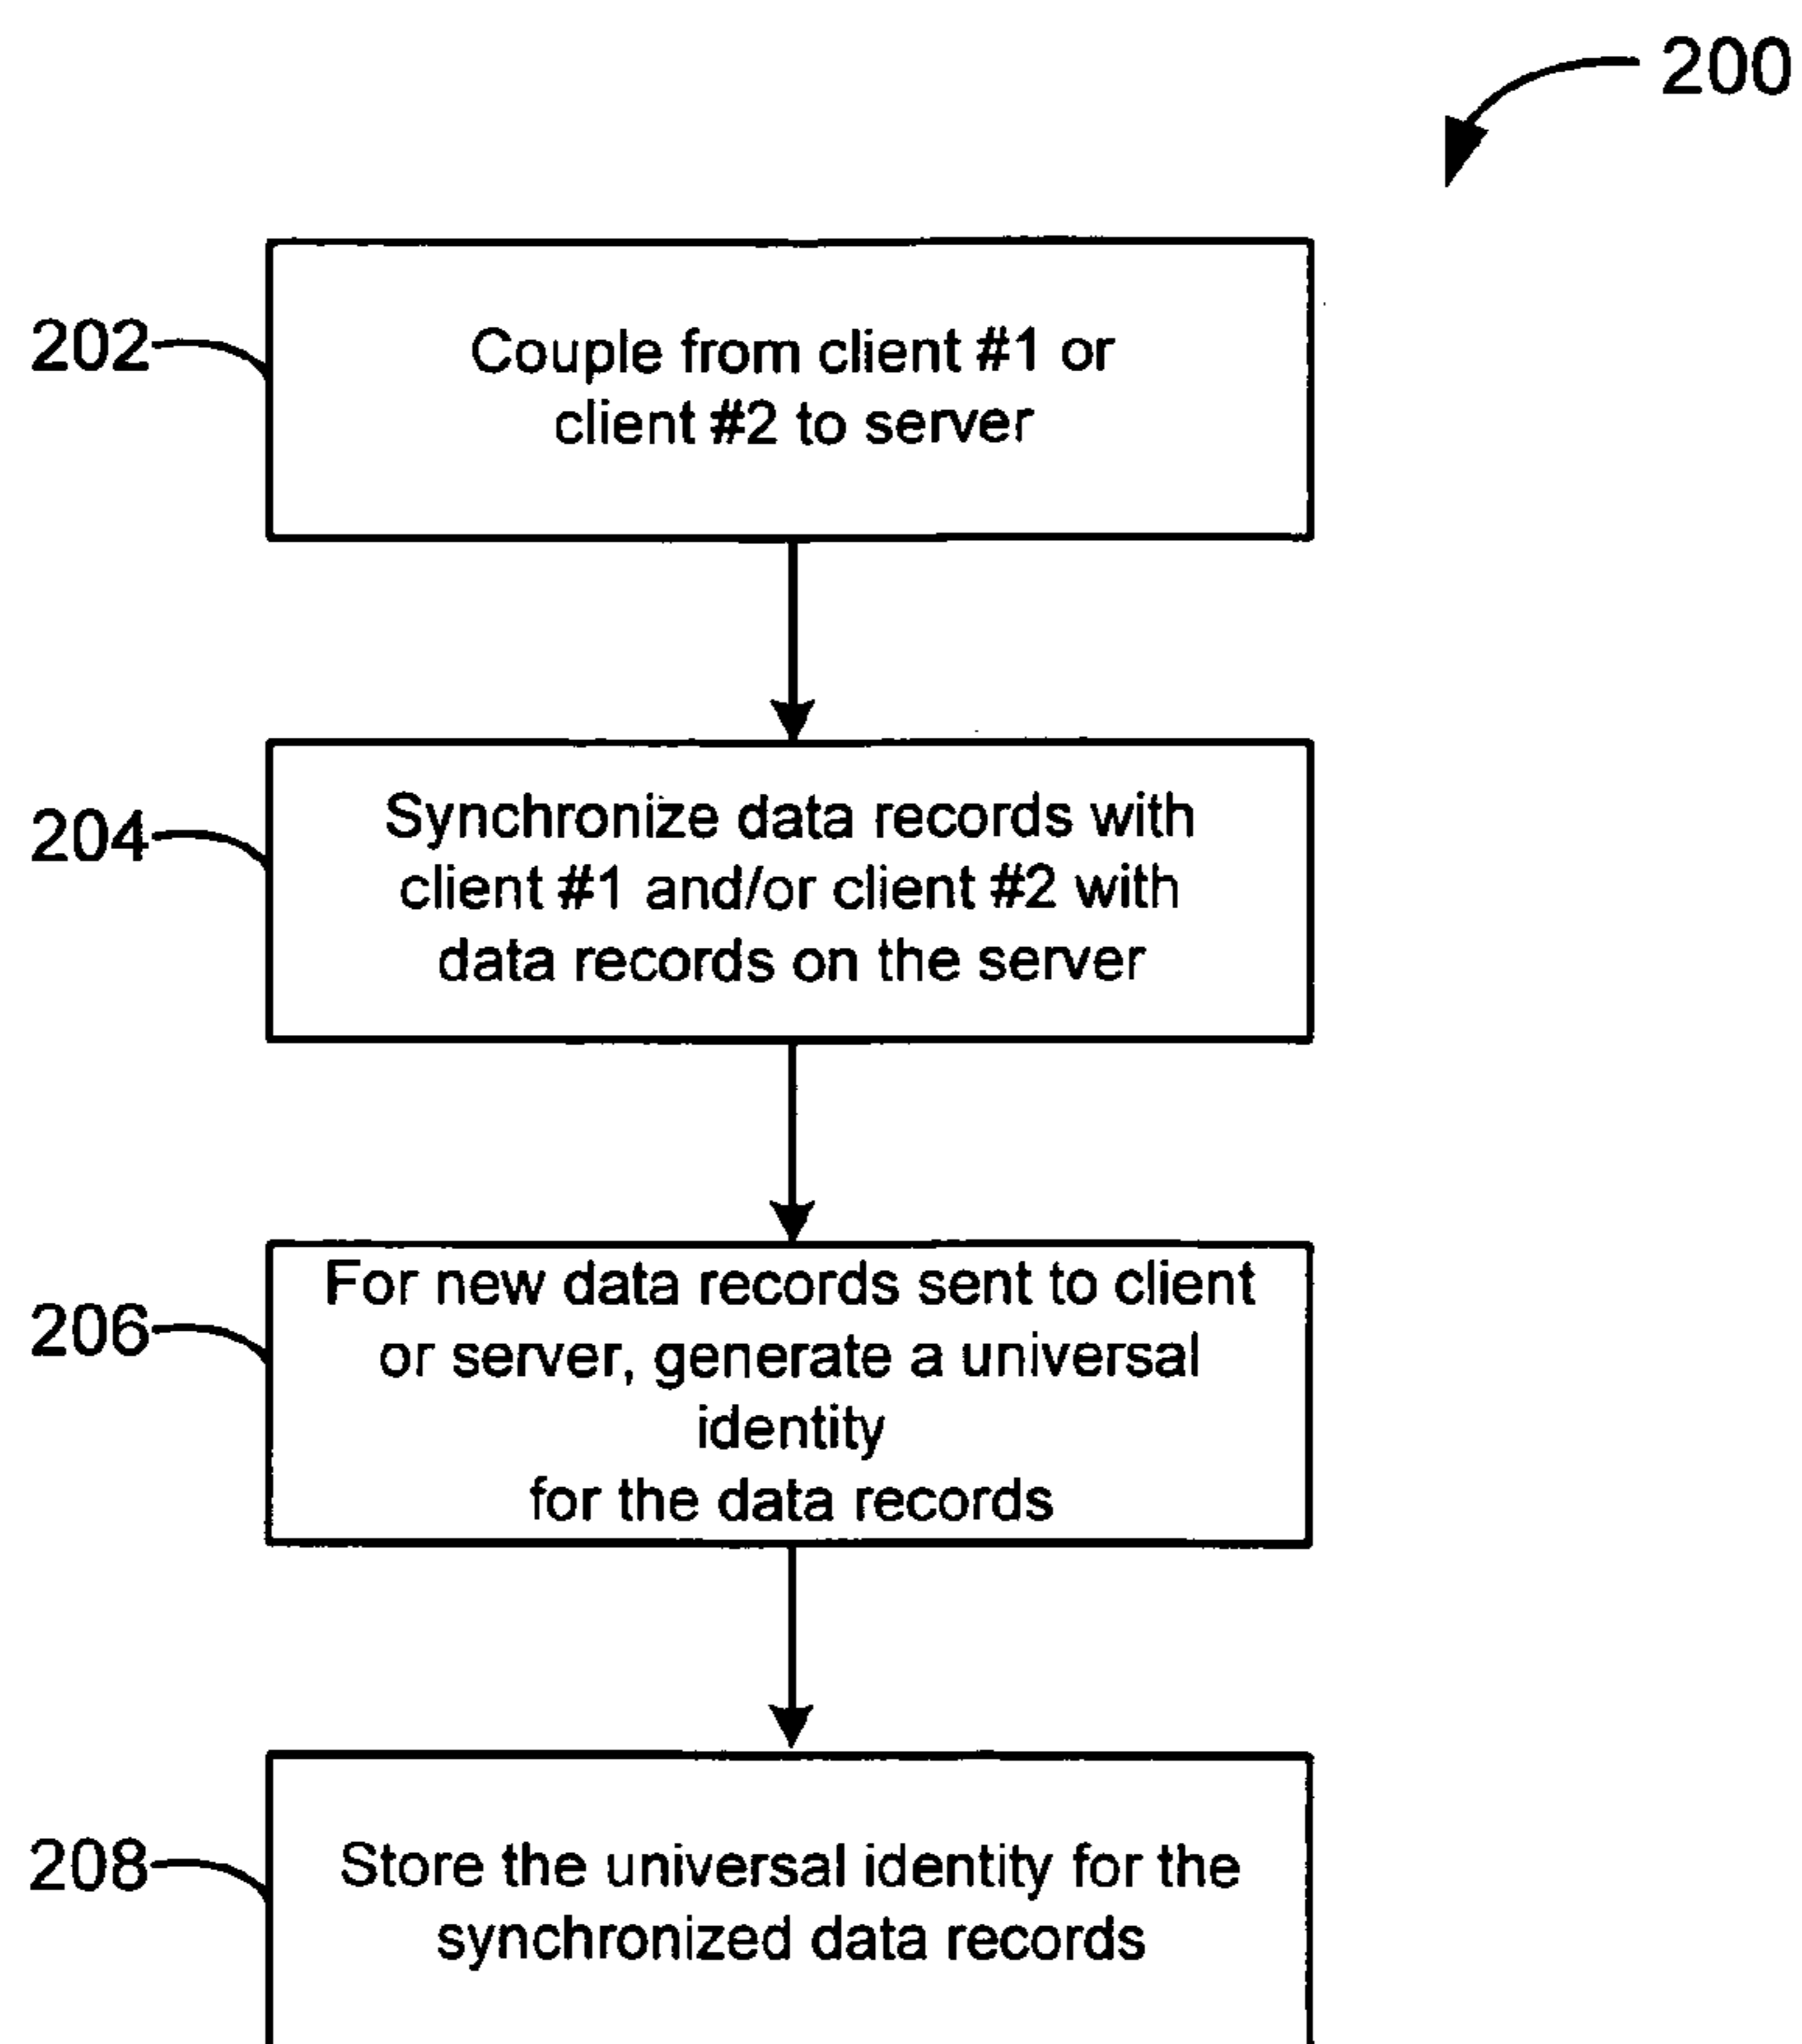 200
202
Couple from client #1 or
client #2 to server
204
Synchronize data records with
client #1 and/or client #2 with
data records on the server
206
For new data records sent to client
or server, generate a universal
identity
for the data records
208
Store the universal identity for the
synchronized data records